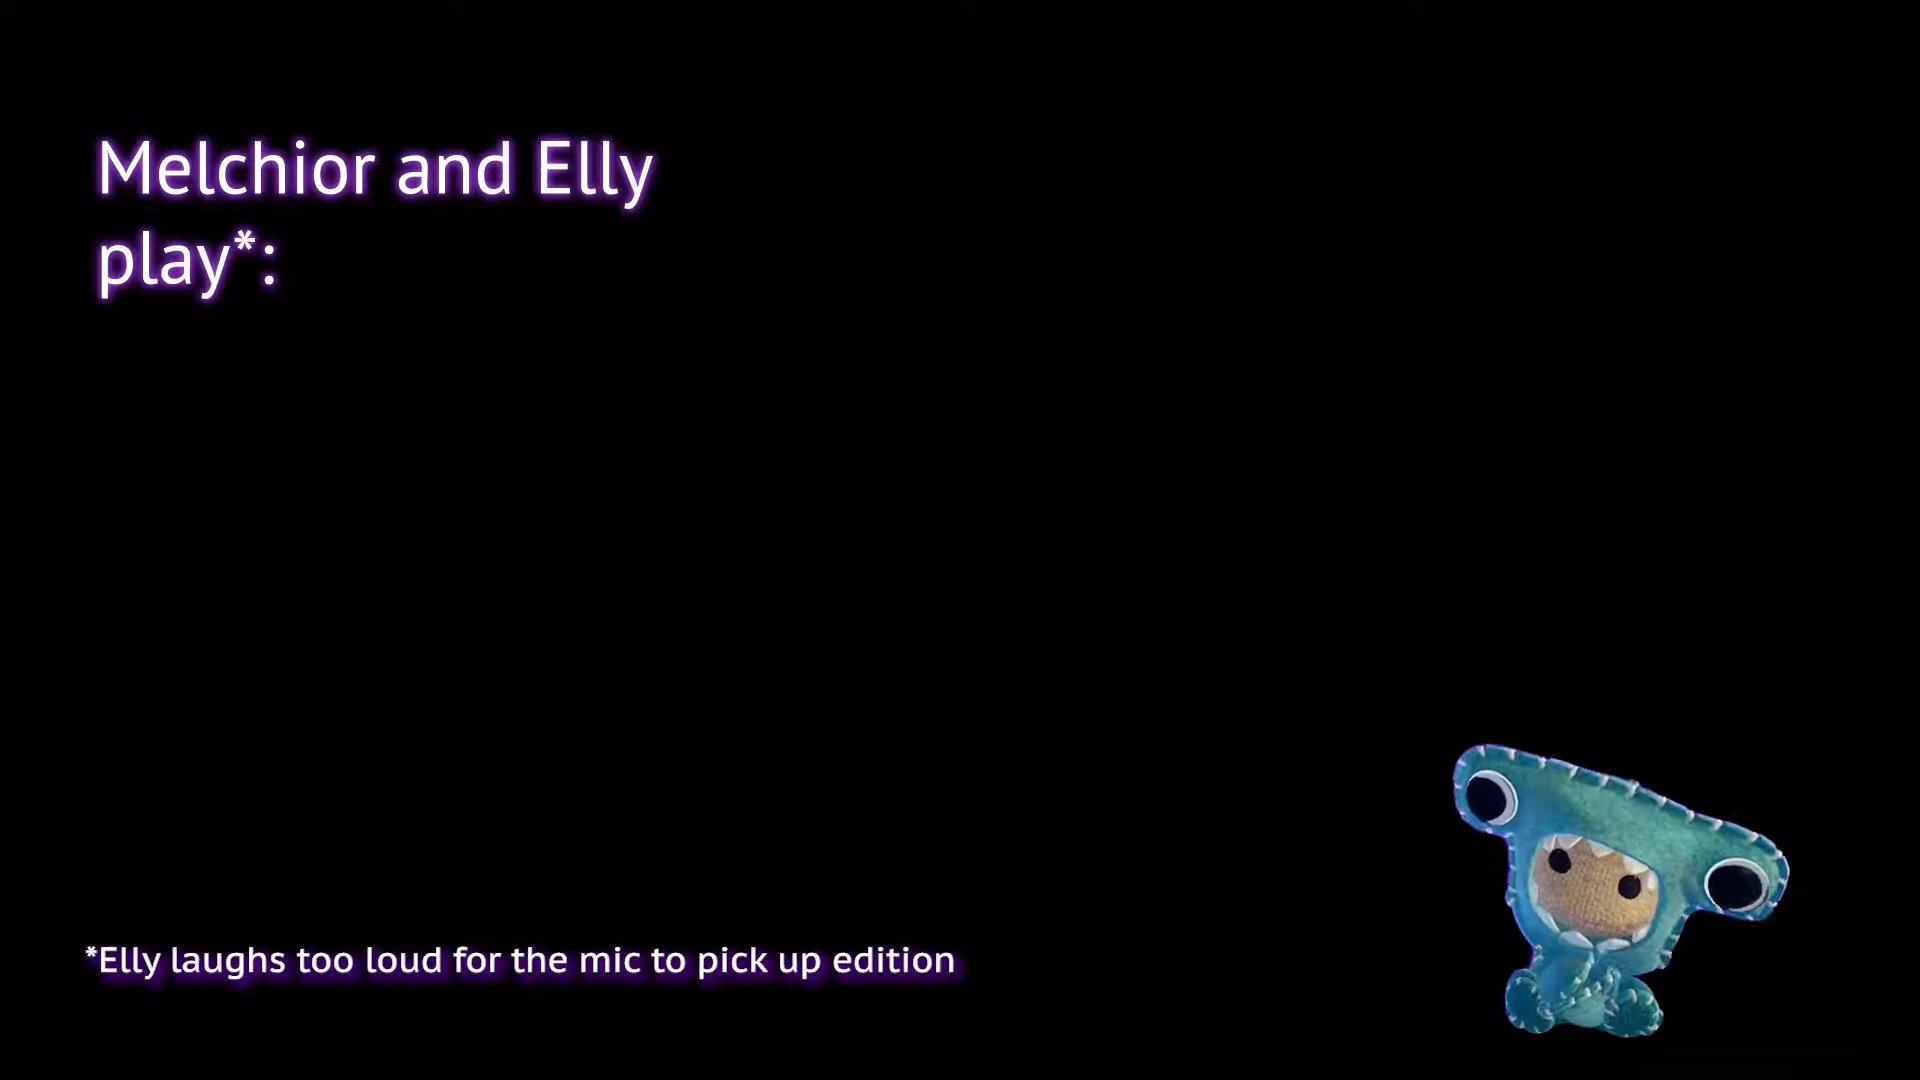 Melchior and Elly
play*:
*Elly laughs too loud for the mic to pick up edition